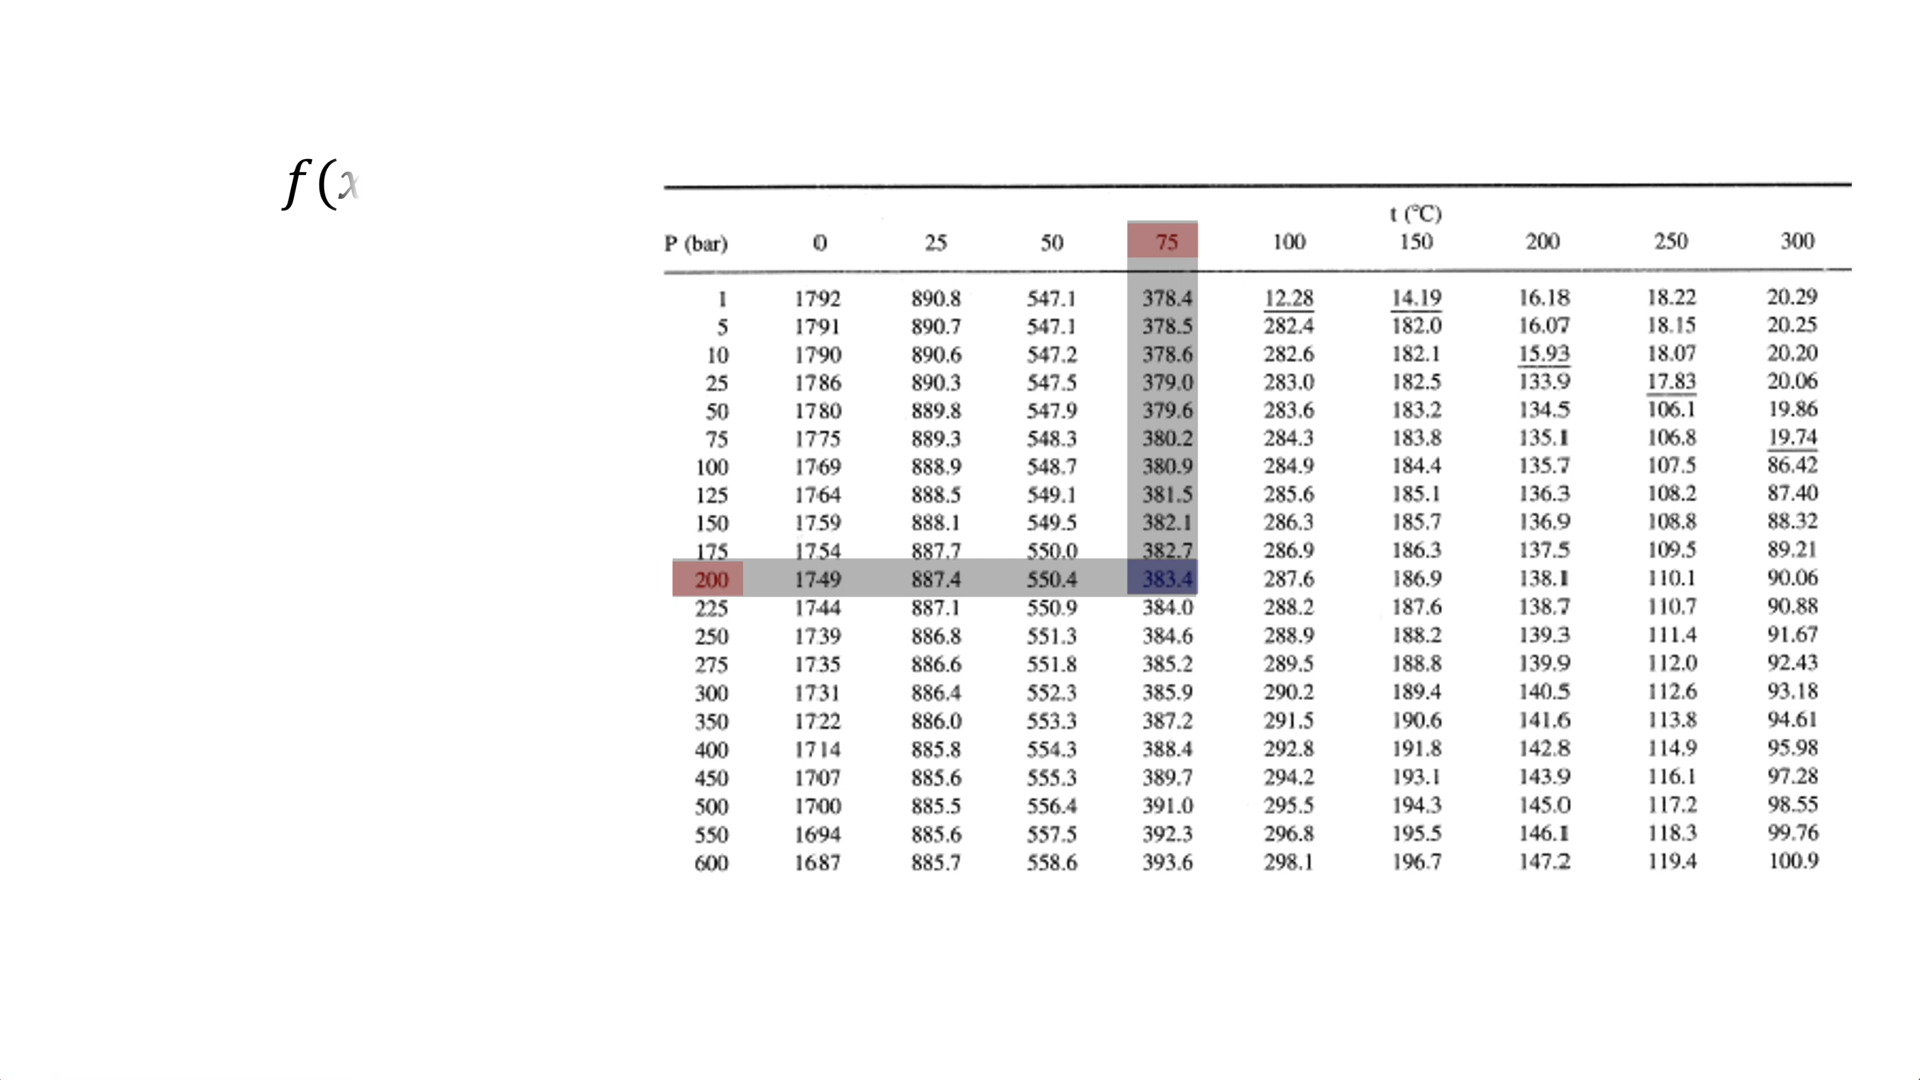 f(x
t (°C)
P (bar) 0 25 50 75 100 150 200 250 300
1 1792 890.8 547.1 378.4 12.28 14.19 16.18 18.22 20.29
5 1791 890.7 547.1 378.5 282.4 182.0 16.07 18.15 20.25
10 1790 890.6 547.2 378.6 282.6 182.1 15.93 18.07 20.20
25 1786 890.3 547.5 379.0 283.0 182.5 133.9 17.83 20.06
50 1780 889.8 547.9 379.6 283.6 183.2 134.5 106.1 19.86
75 1775 889.3 548.3 380.2 284.3 183.8 135.1 106.8 19.74
100 1769 888.9 548.7 380.9 284.9 184.4 135.7 107.5 86.42
125 1764 888.5 549.1 381.5 285.6 185.1 136.3 108.2 87.40
150 1759 888.1 549.5 382.1 286.3 185.7 136.9 108.8 88.32
175 1754 887.7 550.0 382.7 286.9 186.3 137.5 109.5 89.21
200 1749 887.4 550.4 383.4 287.6 186.9 138.1 110.1 90.06
225 1744 887.1 550.9 384.0 288.2 187.6 138.7 110.7 90.88
250 1739 886.8 551.3 384.6 288.9 188.2 139.3 111.4 91.67
275 1735 886.6 551.8 385.2 289.5 188.8 139.9 112.0 92.43
300 1731 886.4 552.3 385.9 290.2 189.4 140.5 112.6 93.18
350 1722 886.0 553.3 387.2 291.5 190.6 141.6 113.8 94.61
400 1714 885.8 554.3 388.4 292.8 191.8 142.8 114.9 95.98
450 1707 885.6 555.3 389.7 294.2 193.1 143.9 116.1 97.28
500 1700 885.5 556.4 391.0 295.5 194.3 145.0 117.2 98.55
550 1694 885.6 557.5 392.3 296.8 195.5 146.1 118.3 99.76
600 1687 885.7 558.6 393.6 298.1 196.7 147.2 119.4 100.9